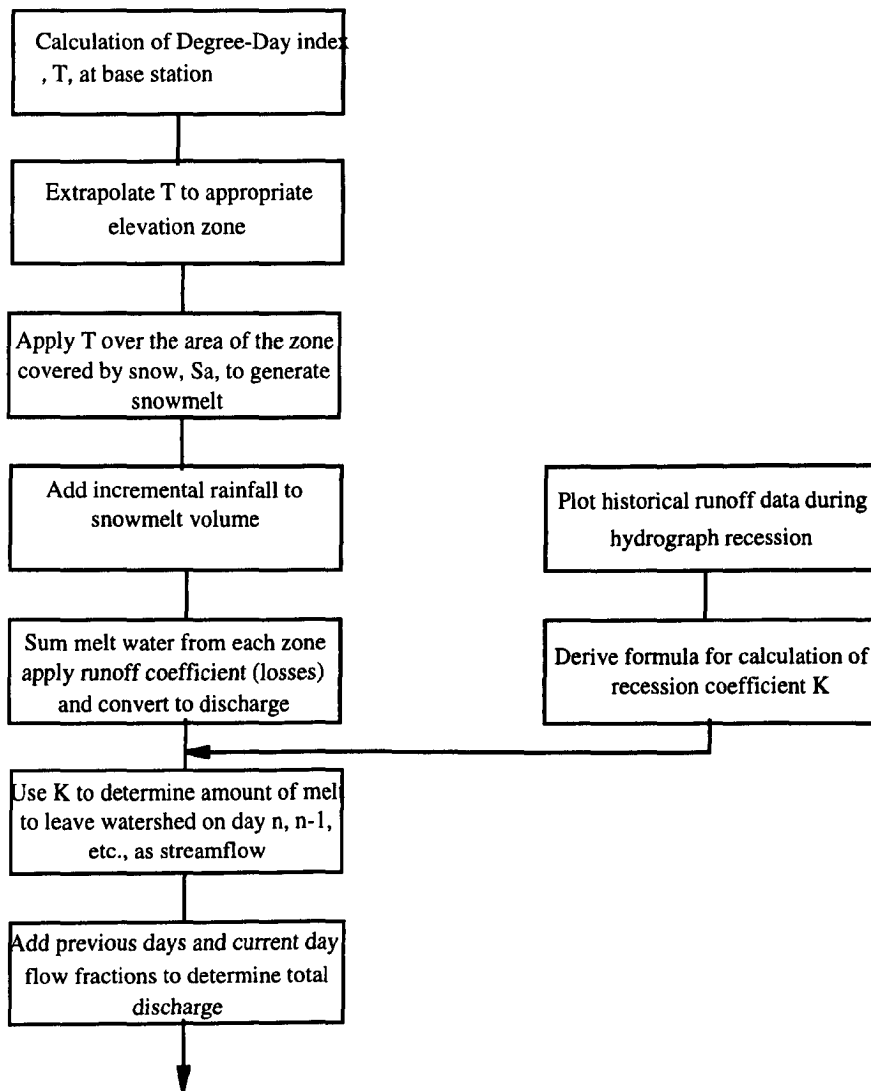 Calculation of Degree-Day index
, T, at base station
Extrapolate T to appropriate
elevation zone
Apply T over the area of the zone
covered by snow, Sa, to generate
snowmelt
Add incremental rainfall to
snowmelt volume
Sum melt water from each zone
apply runoff coefficient (losses)
and convert to discharge
Plot historical runoff data during
hydrograph recession
Derive formula for calculation of
recession coefficient K
Use K to determine amount of melt
to leave watershed on day n, n-1,
etc., as streamflow
Add previous days and current day
flow fractions to determine total
discharge